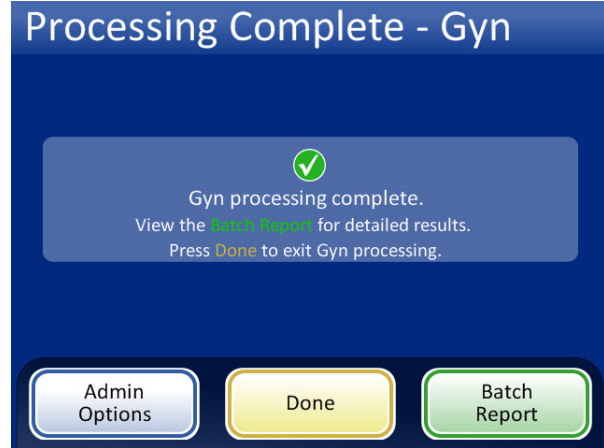 Processing Complete - Gyn
Gyn processing complete.
View the Batch Report for detailed results.
Press Done to exit Gyn processing.
Admin
Options
Done
Batch
Report